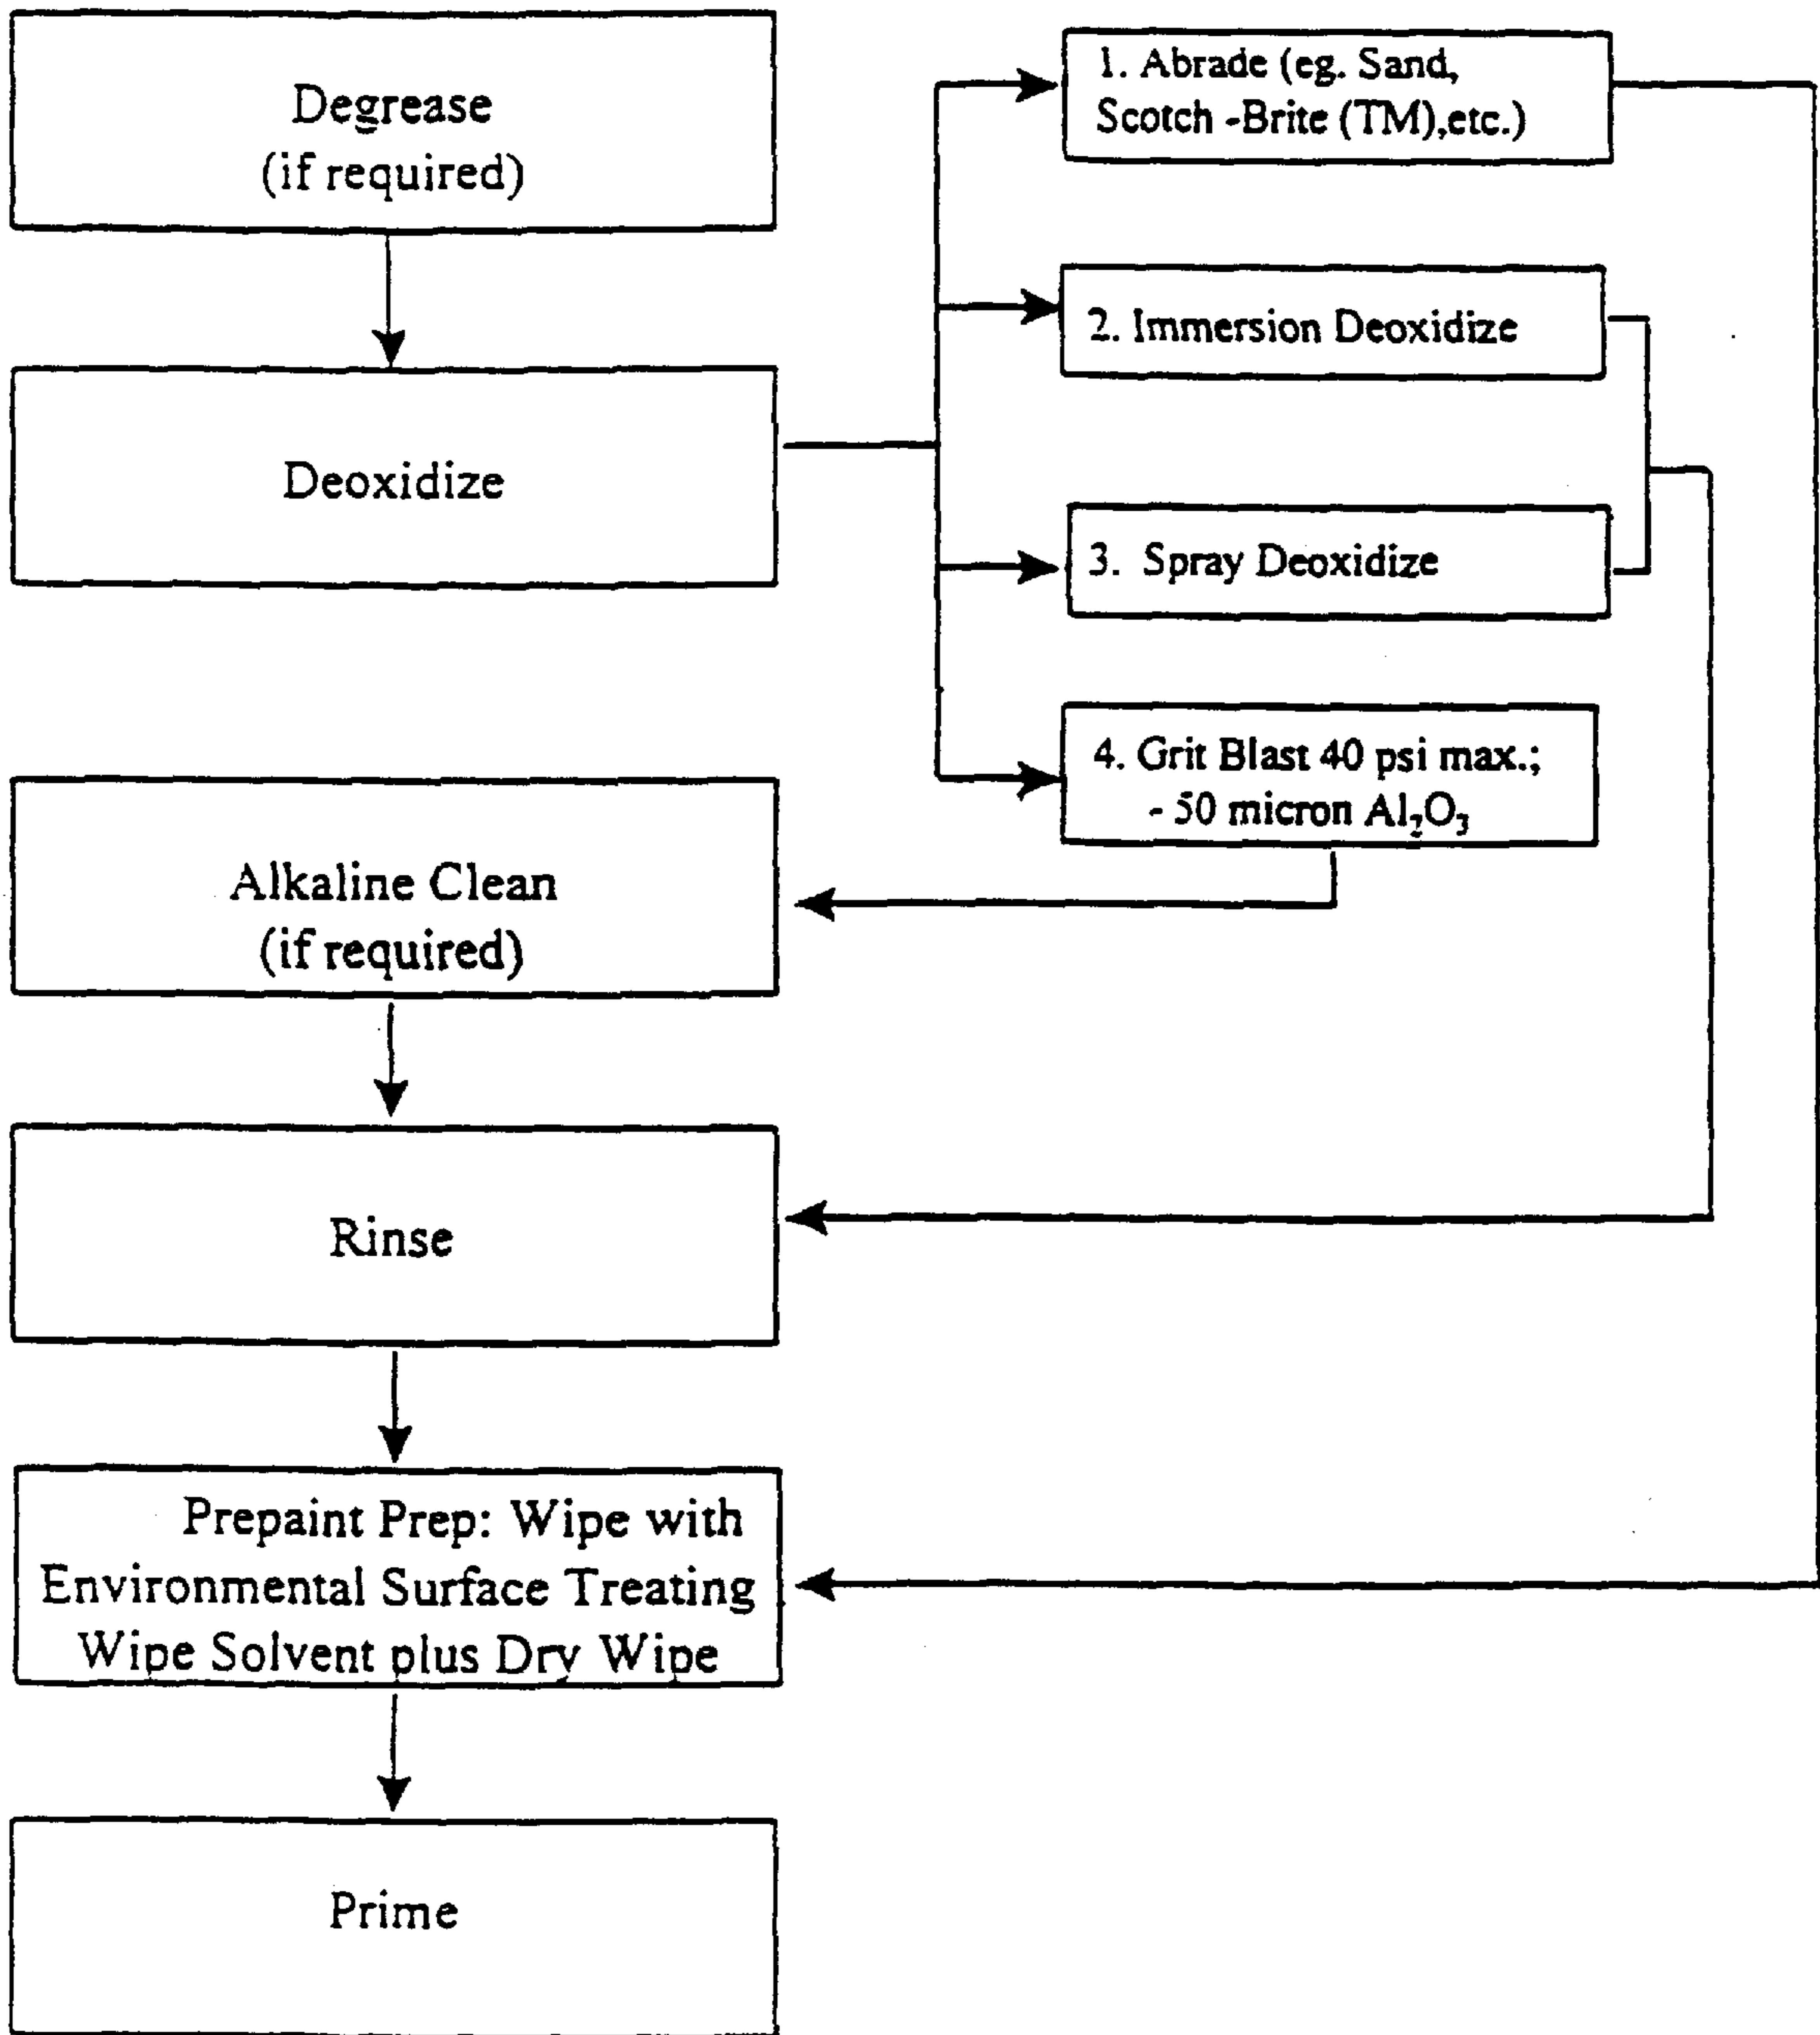 Degrease
(if required)
1. Abrade (eg. Sand,
Scotch -Brite (TM),etc.)
2. Immersion Deoxidize
Deoxidize
3. Spray Deoxidize
4. Grit Blast 40 psi max.;
- 50 micron Al₂O₃
Alkaline Clean
(if required)
Rinse
Prepaint Prep: Wipe with
Environmental Surface Treating
Wipe Solvent plus Dry Wipe
Prime